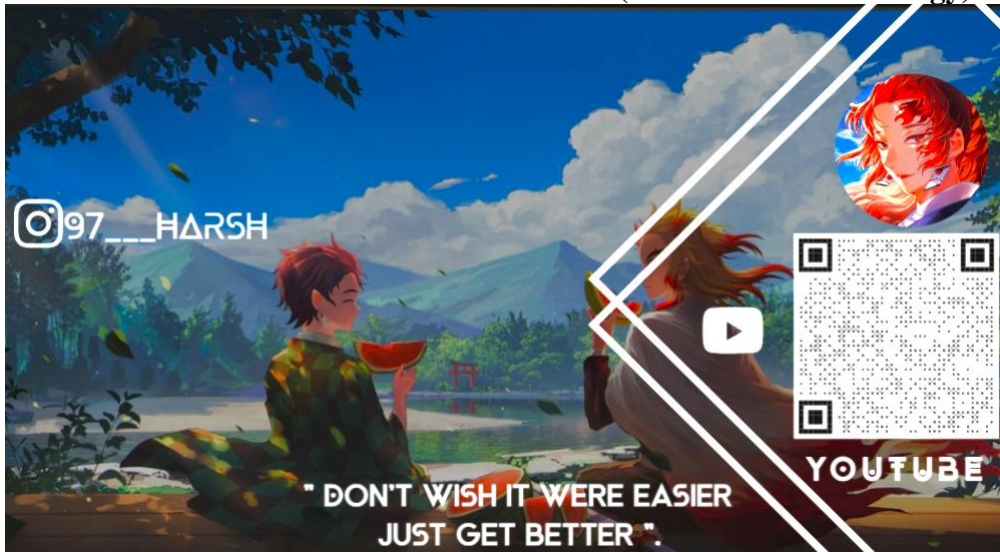 97___HARSH
YOUTUBE
" DON'T WISH IT WERE EASIER
JUST GET BETTER ".